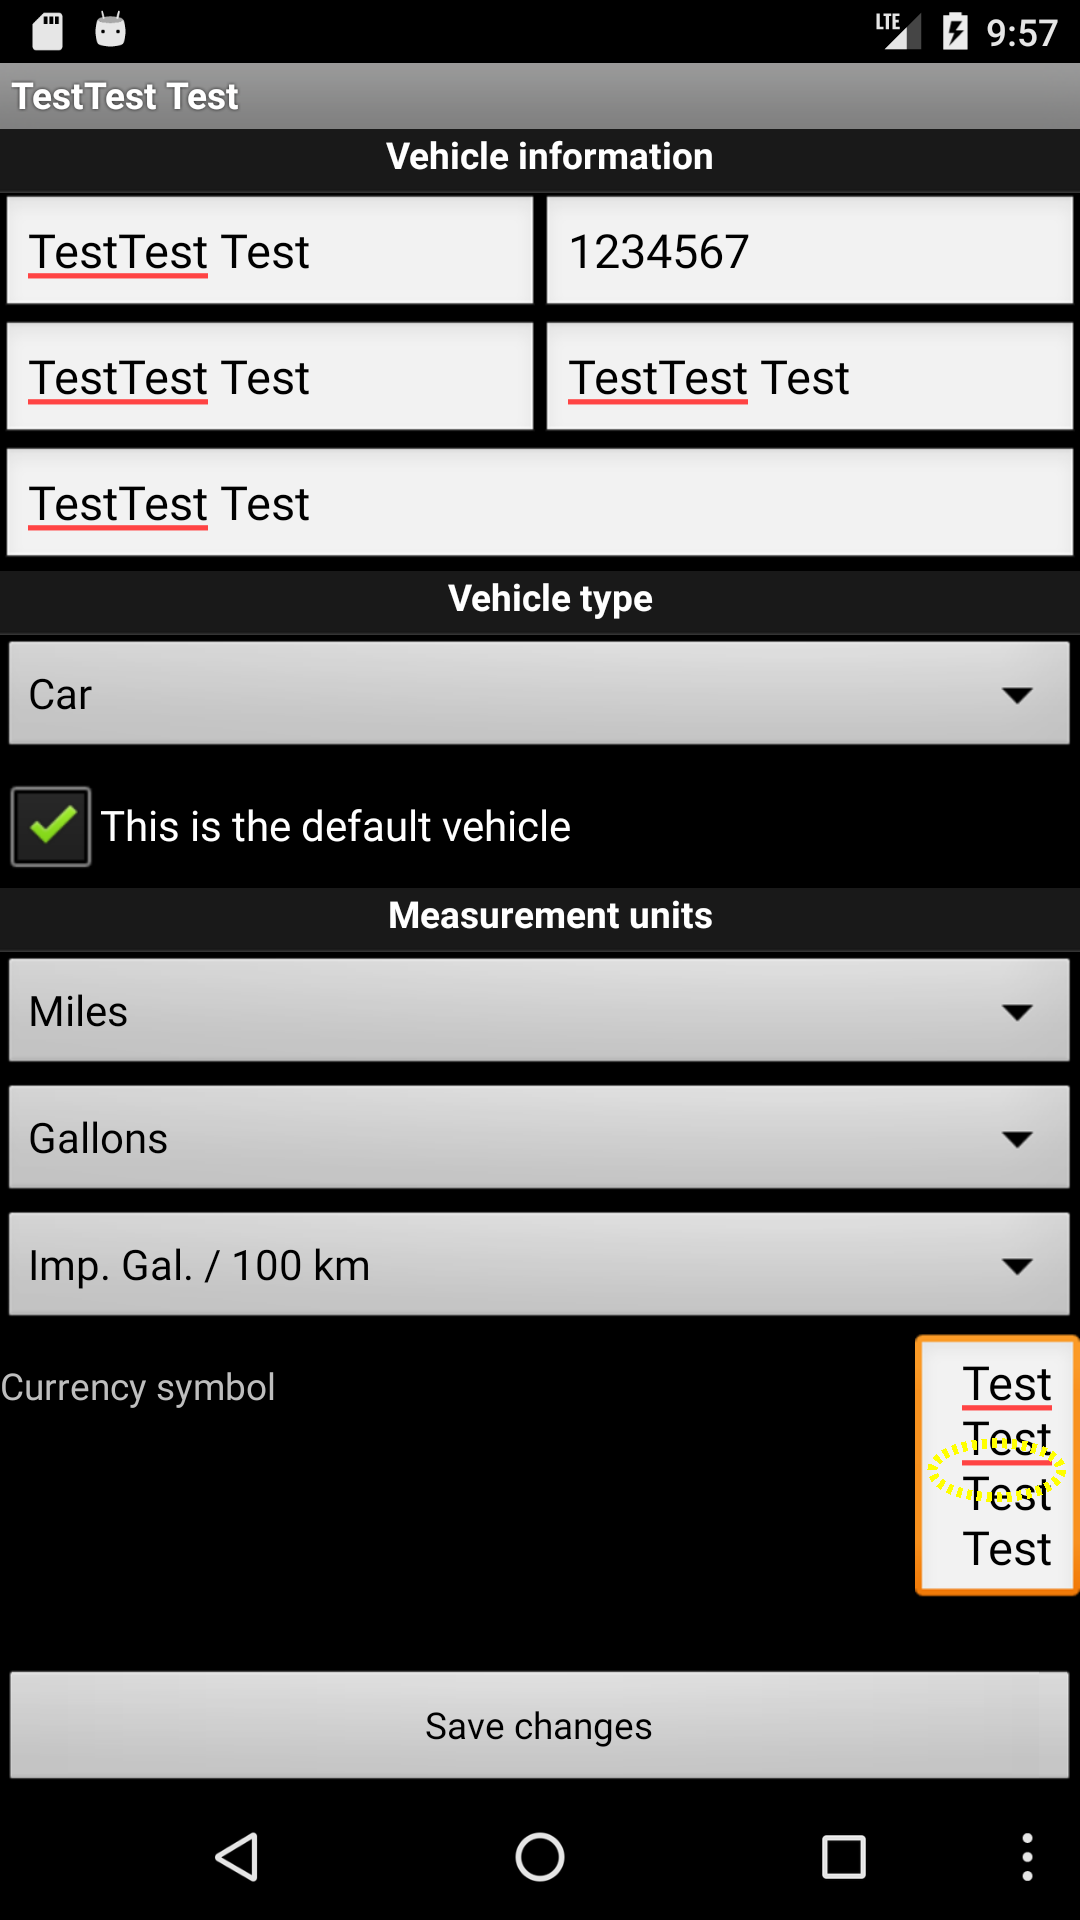 LTE 9:57
TestTest Test
Vehicle information
TestTest Test 1234567
TestTest Test TestTest Test
TestTest Test
Vehicle type
Car
This is the default vehicle
Measurement units
Miles
Gallons
Imp. Gal. / 100 km
Currency symbol Test
Test
Test
Test
Save changes